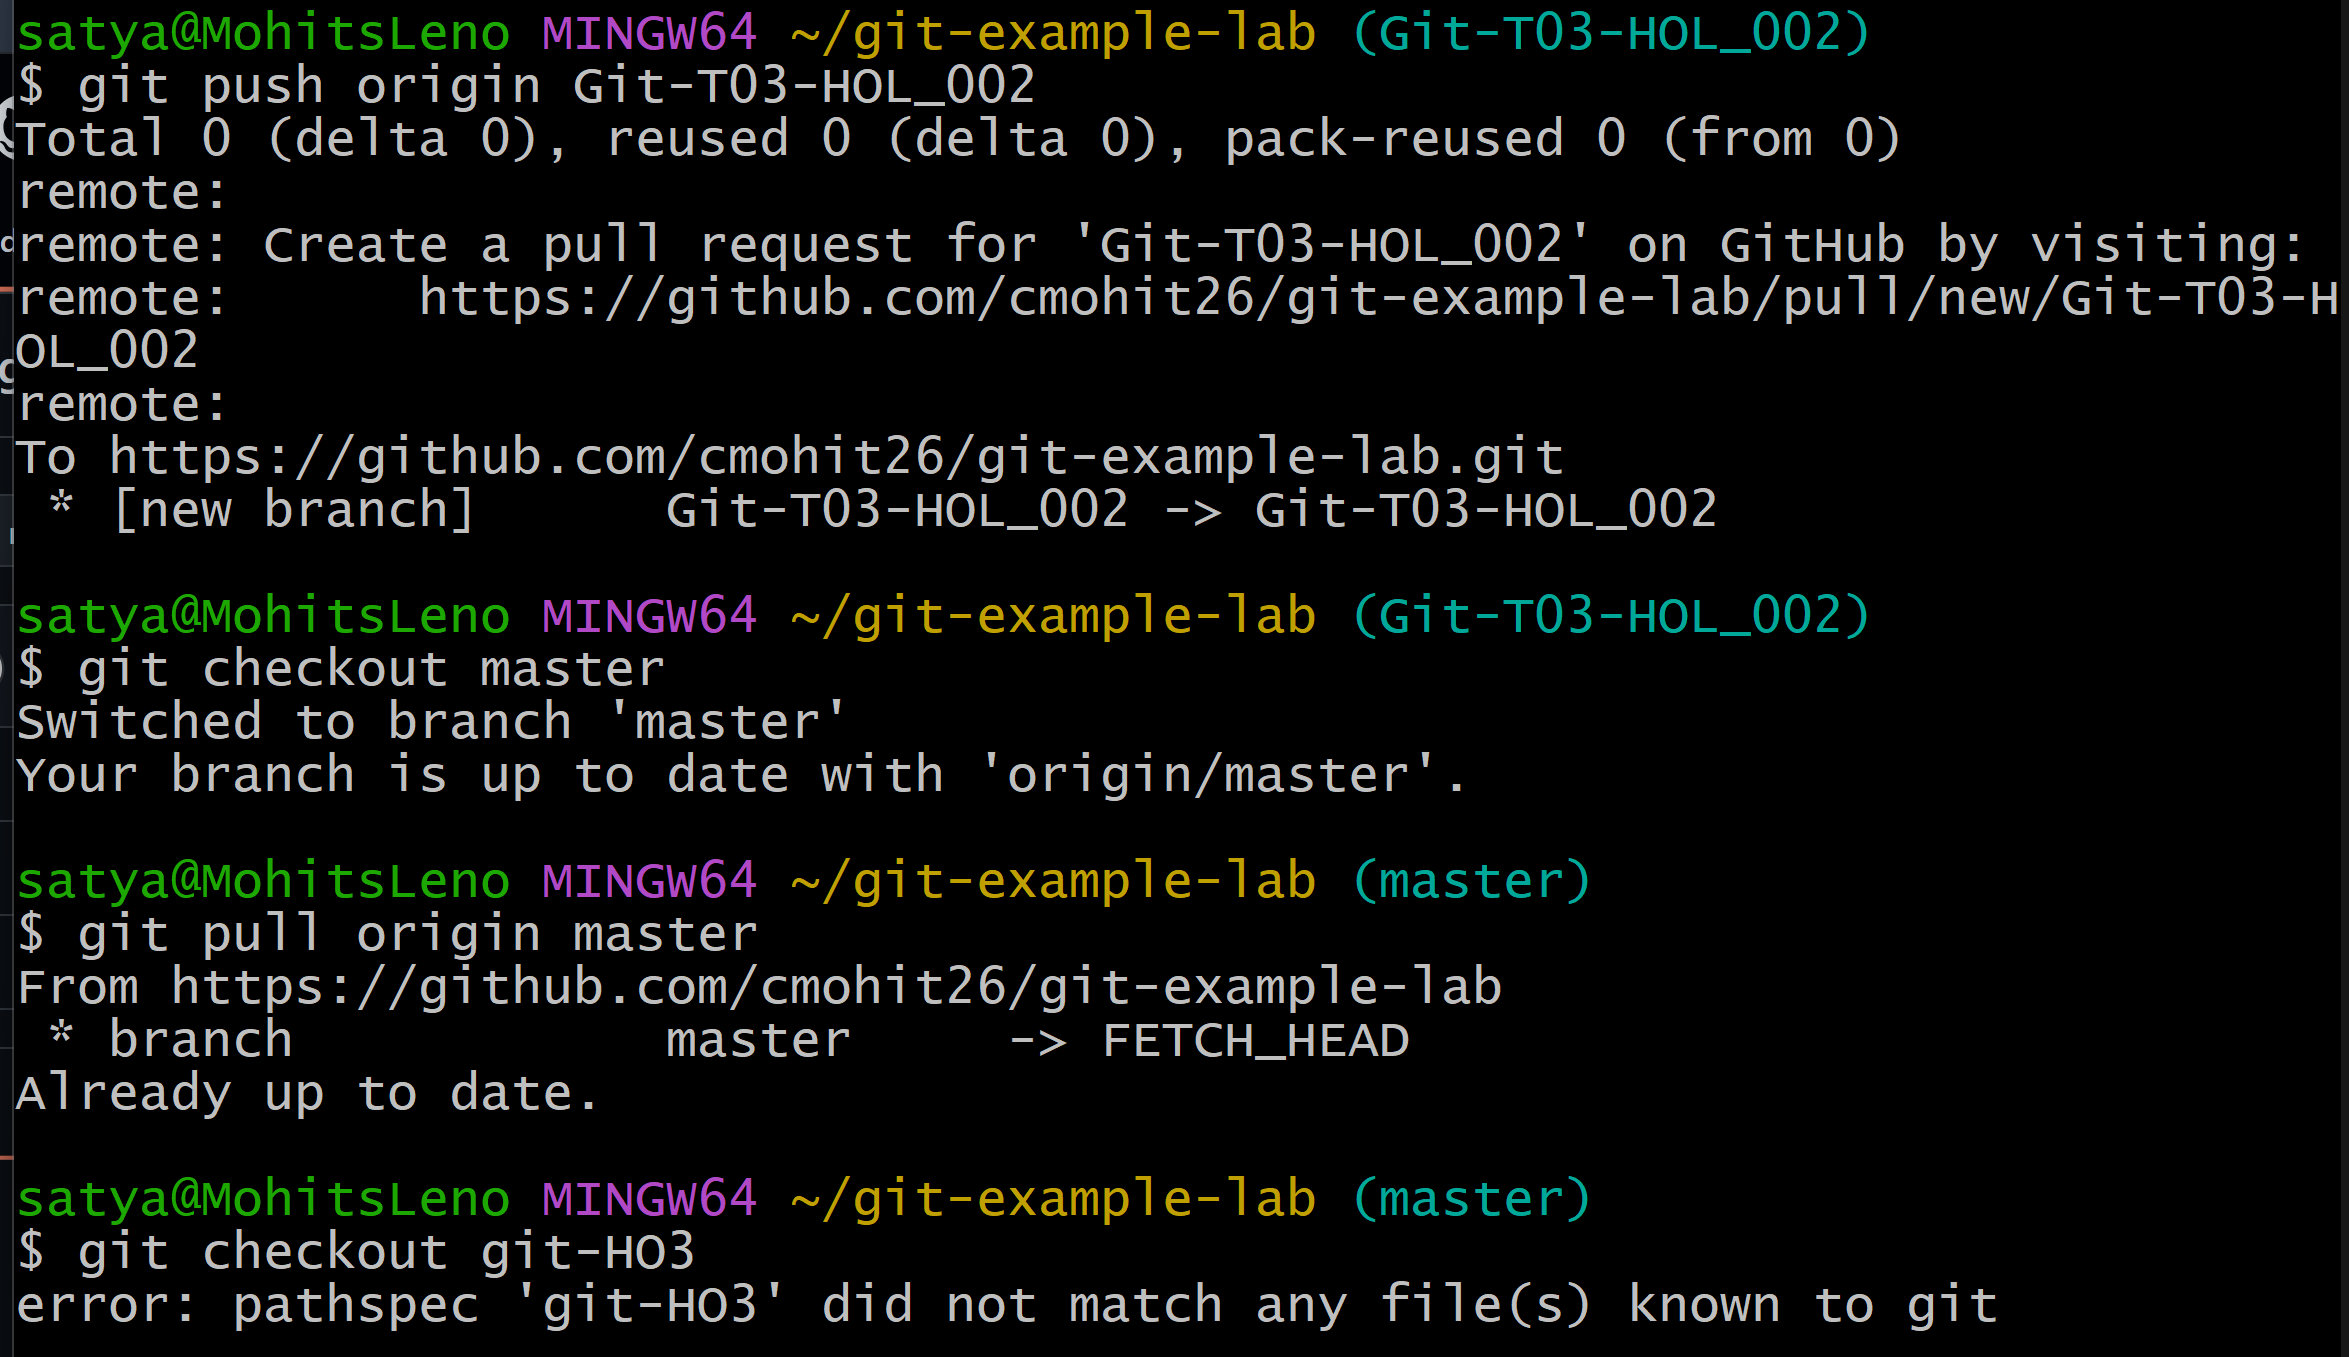 satya@MohitsLeno MINGW64 ~/git-example-lab (Git-T03-HOL_002)
$ git push origin Git-T03-HOL_002
Total 0 (delta 0), reused 0 (delta 0), pack-reused 0 (from 0)
remote:
remote: Create a pull request for 'Git-T03-HOL_002' on GitHub by visiting:
remote:      https://github.com/cmohit26/git-example-lab/pull/new/Git-T03-H
OL_002
remote:
To https://github.com/cmohit26/git-example-lab.git
 * [new branch]      Git-T03-HOL_002 -> Git-T03-HOL_002
satya@MohitsLeno MINGW64 ~/git-example-lab (Git-T03-HOL_002)
$ git checkout master
Switched to branch 'master'
Your branch is up to date with 'origin/master'.
satya@MohitsLeno MINGW64 ~/git-example-lab (master)
$ git pull origin master
From https://github.com/cmohit26/git-example-lab
 * branch            master     -> FETCH_HEAD
Already up to date.
satya@MohitsLeno MINGW64 ~/git-example-lab (master)
$ git checkout git-HO3
error: pathspec 'git-HO3' did not match any file(s) known to git